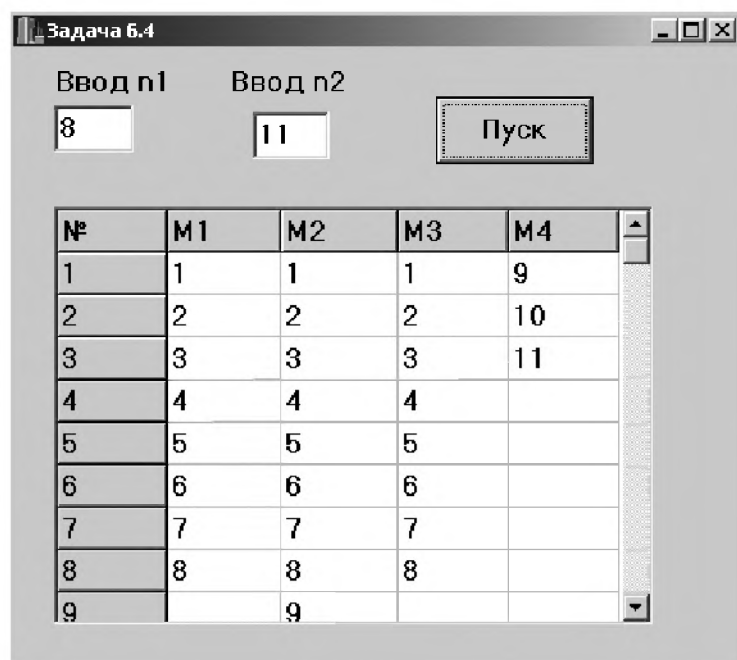 Задача 6.4
Ввод n1 Ввод n2
8 11 Пуск
№ M1 M2 M3 M4
1 1 1 1 9
2 2 2 2 10
3 3 3 3 11
4 4 4 4
5 5 5 5
6 6 6 6
7 7 7 7
8 8 8 8
9 9